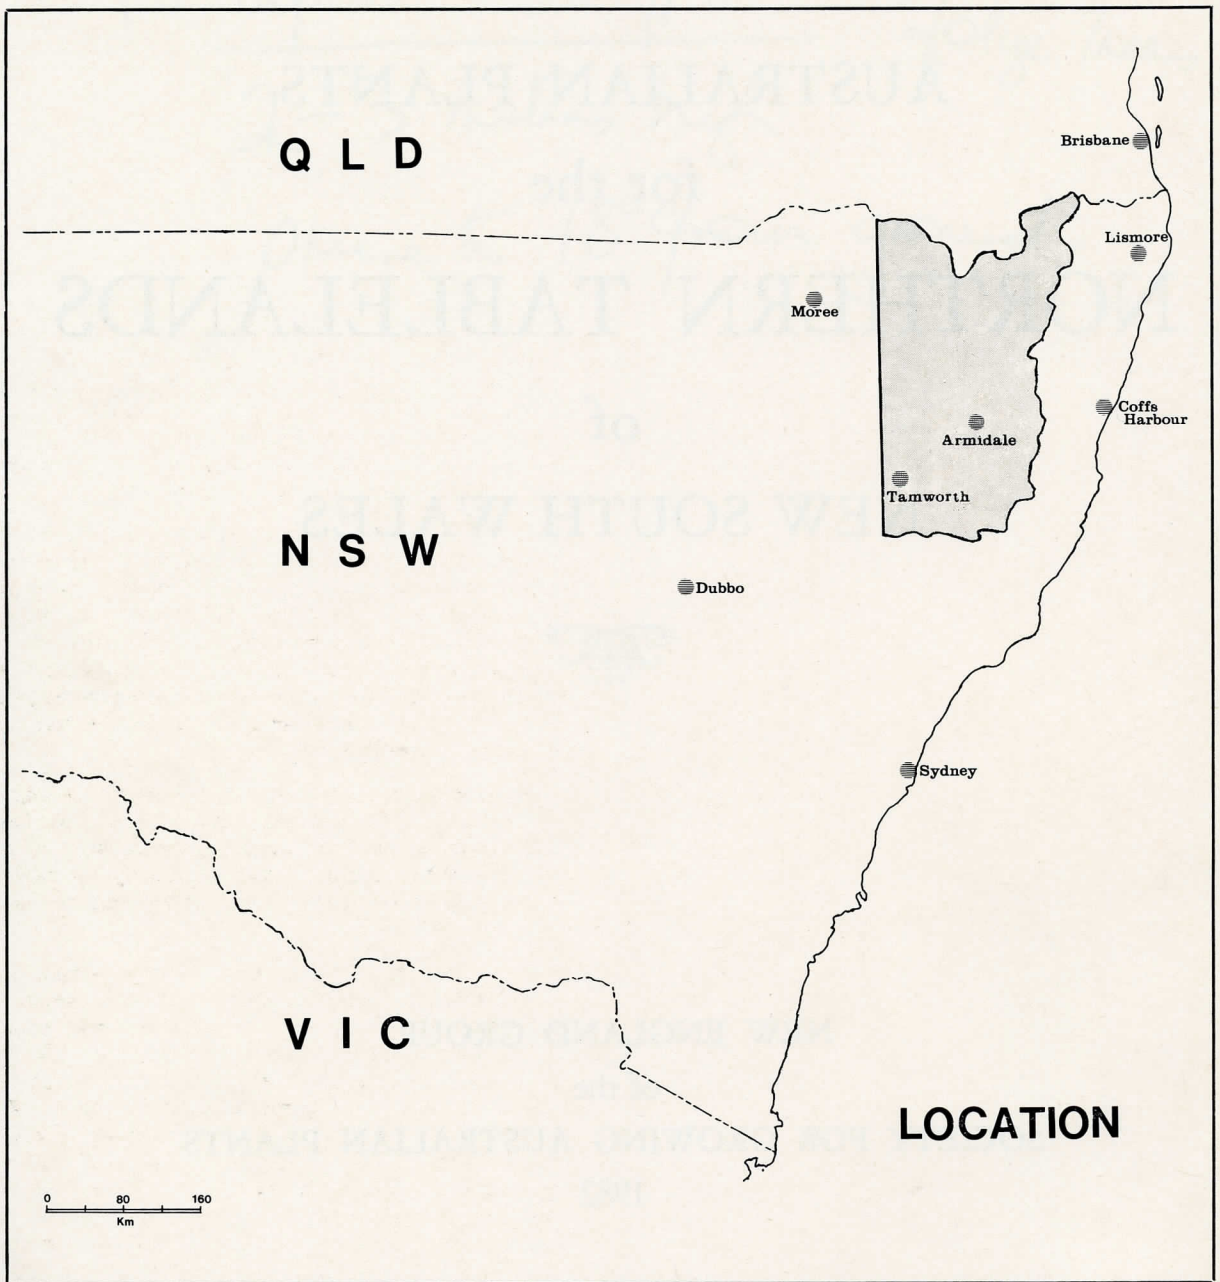 QLD
Brisbane
Lismore
Moree
Coffs
Harbour
Armidale
Tamworth
NSW
Dubbo
Sydney
VIC
LOCATION
0 80 160
Km